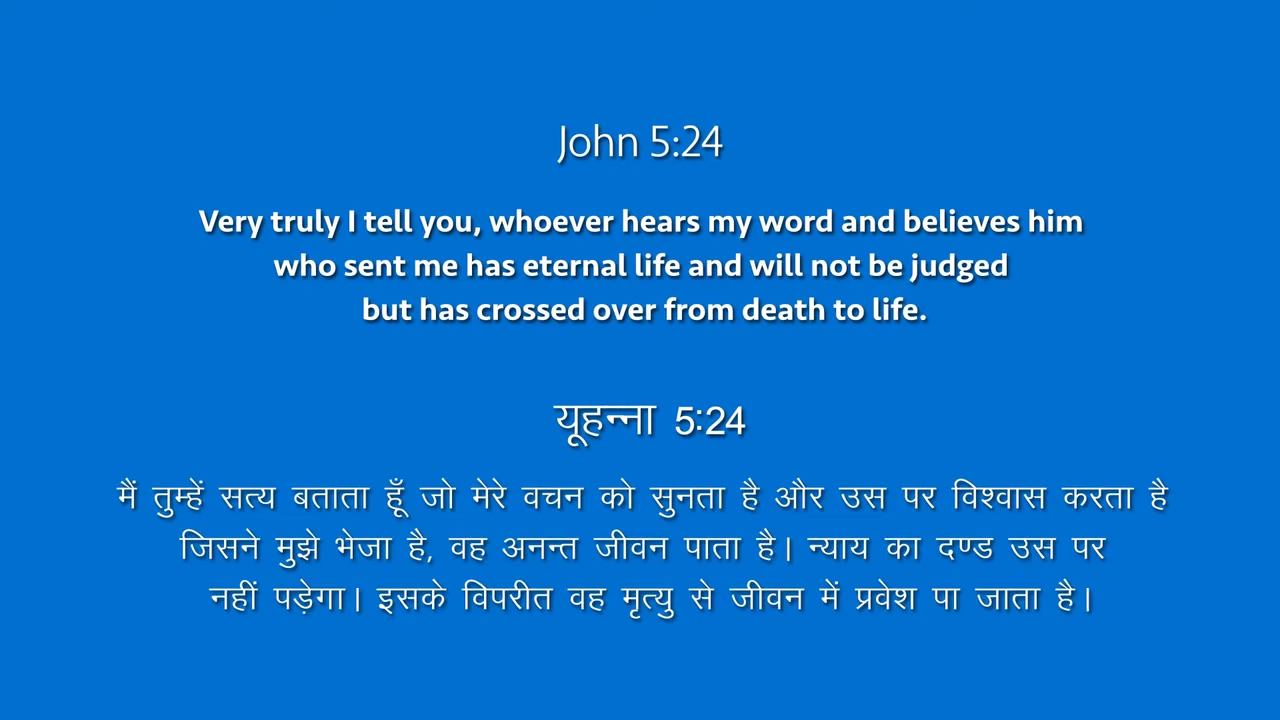 John 5:24
Very truly I tell you, whoever hears my word and believes him
who sent me has eternal life and will not be judged
but has crossed over from death to life.
यूहन्ना 5:24
मैं तुम्हें सत्य बताता हूँ जो मेरे वचन को सुनता है और उस पर विश्वास करता है
जिसने मुझे भेजा है, वह अनन्त जीवन पाता है। न्याय का दण्ड उस पर
नहीं पड़ेगा। इसके विपरीत वह मृत्यु से जीवन में प्रवेश पा जाता है।